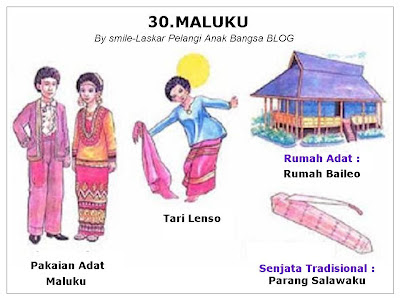 30.MALUKU
By smile-Laskar Pelangi Anak Bangsa BLOG
Rumah Adat :
Rumah Baileo
Tari Lenso
Pakaian Adat
Maluku
Senjata Tradisional :
Parang Salawaku